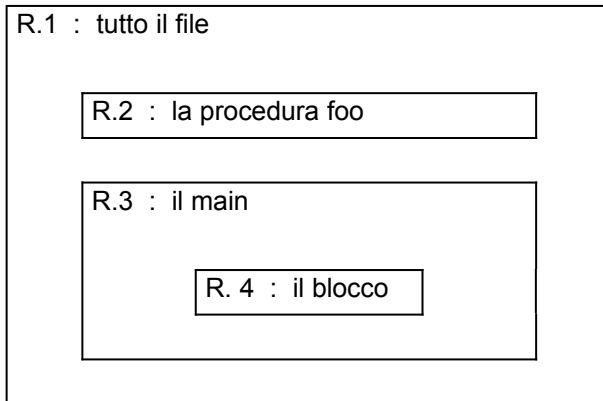 R.1 : tutto il file
R.2 : la procedura foo
R.3 : il main
R. 4 : il blocco